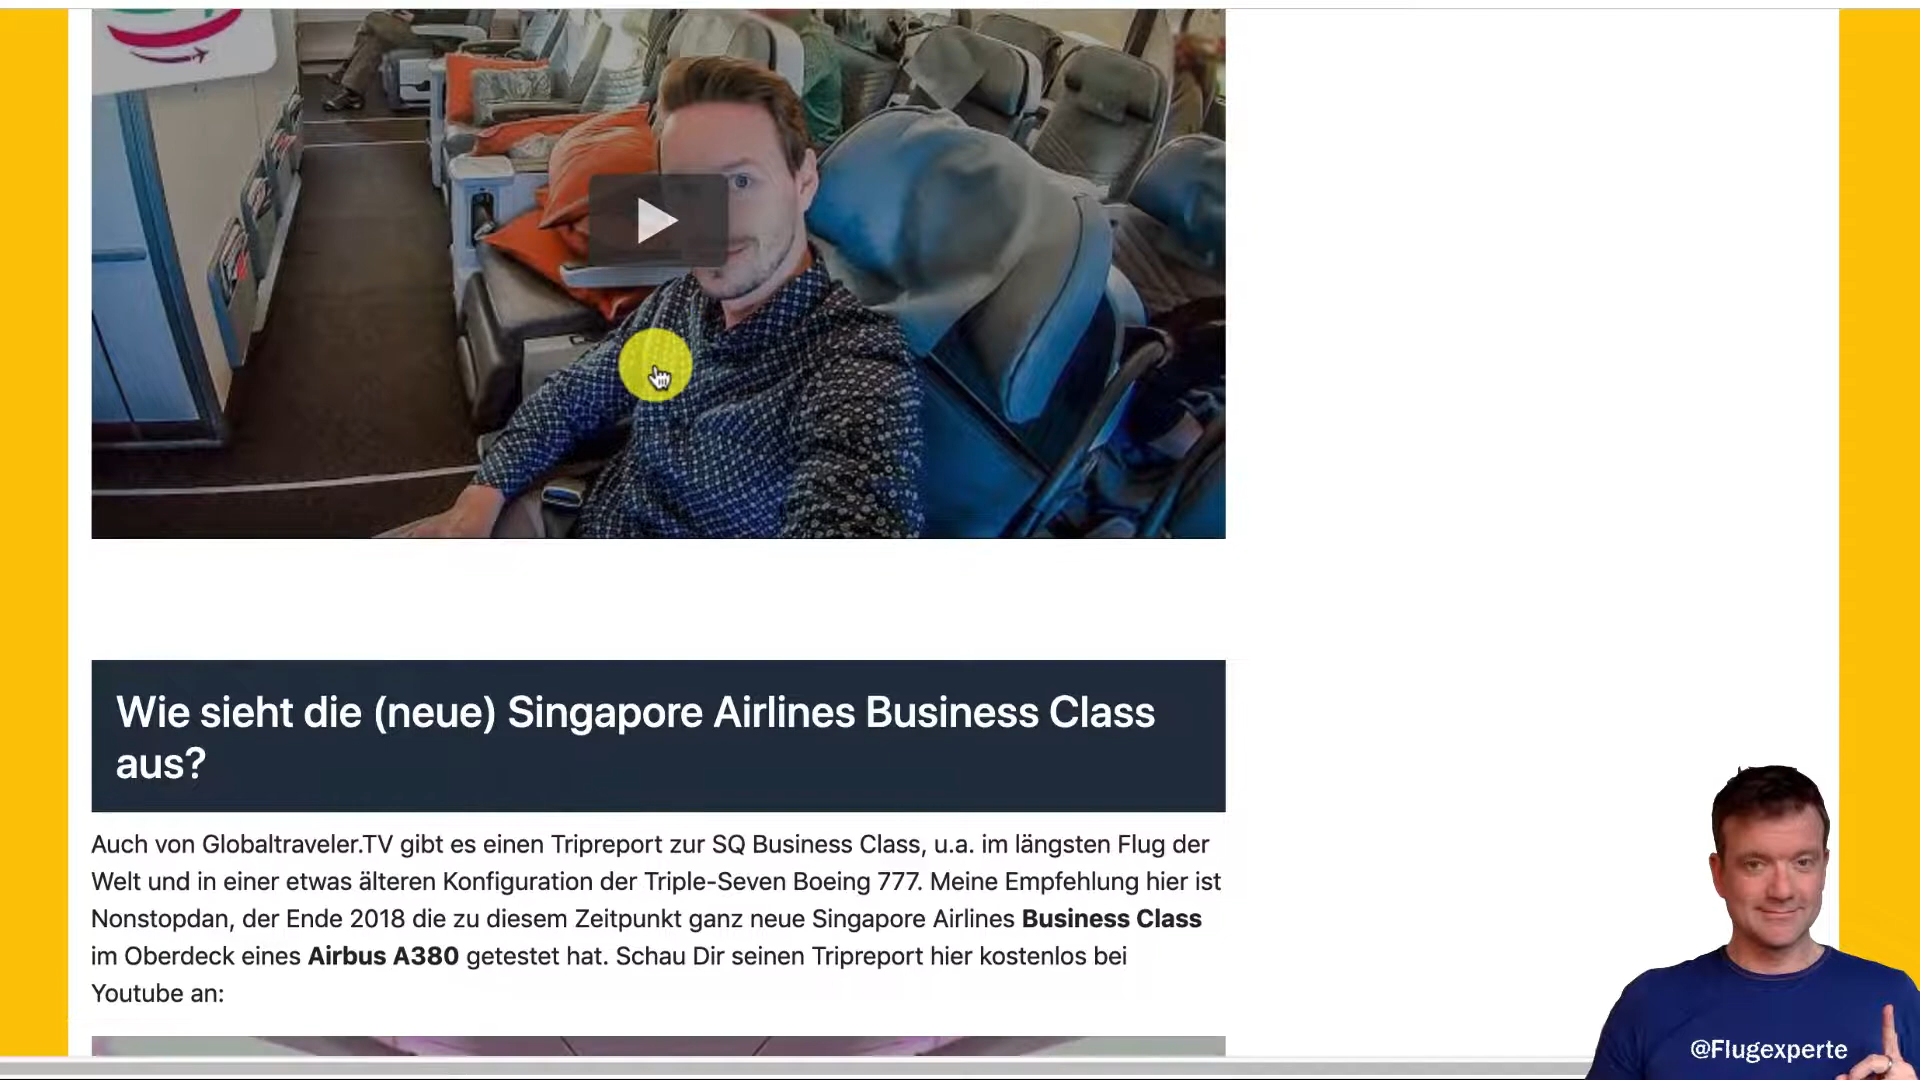 Wie sieht die (neue) Singapore Airlines Business Class
aus?
Auch von Globaltraveler.TV gibt es einen Tripreport zur SQ Business Class, u.a. im längsten Flug der
Welt und in einer etwas älteren Konfiguration der Triple-Seven Boeing 777. Meine Empfehlung hier ist
Nonstopdan, der Ende 2018 die zu diesem Zeitpunkt ganz neue Singapore Airlines Business Class
im Oberdeck eines Airbus A380 getestet hat. Schau Dir seinen Tripreport hier kostenlos bei
Youtube an:
@Flugexperte